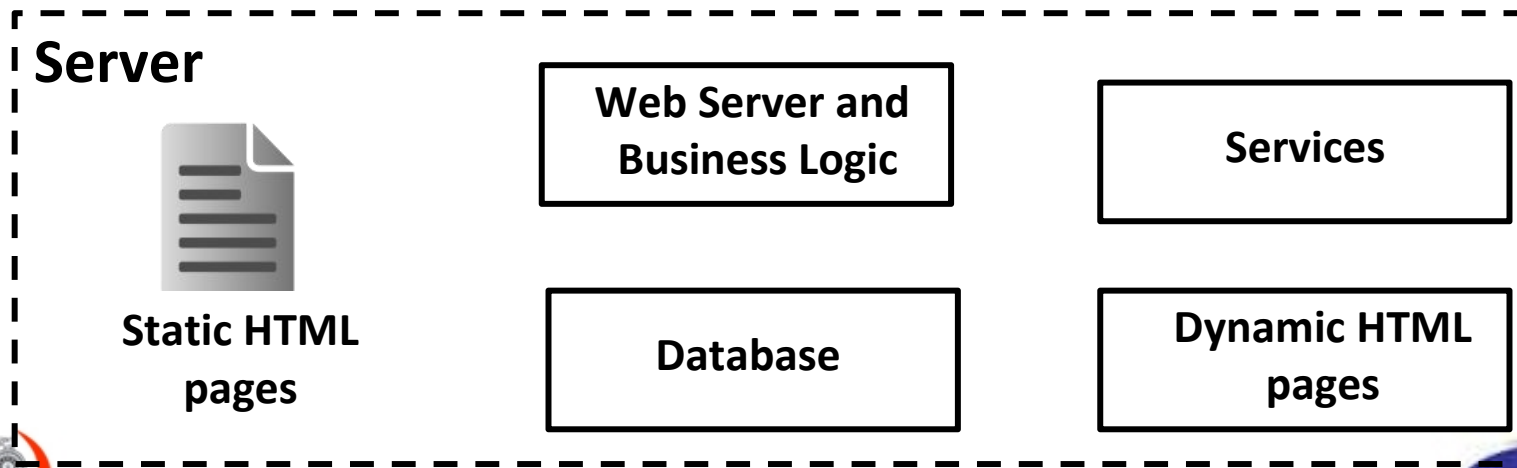 Server
Web Server and
Business Logic
Services
Static HTML
pages
Database
Dynamic HTML
pages